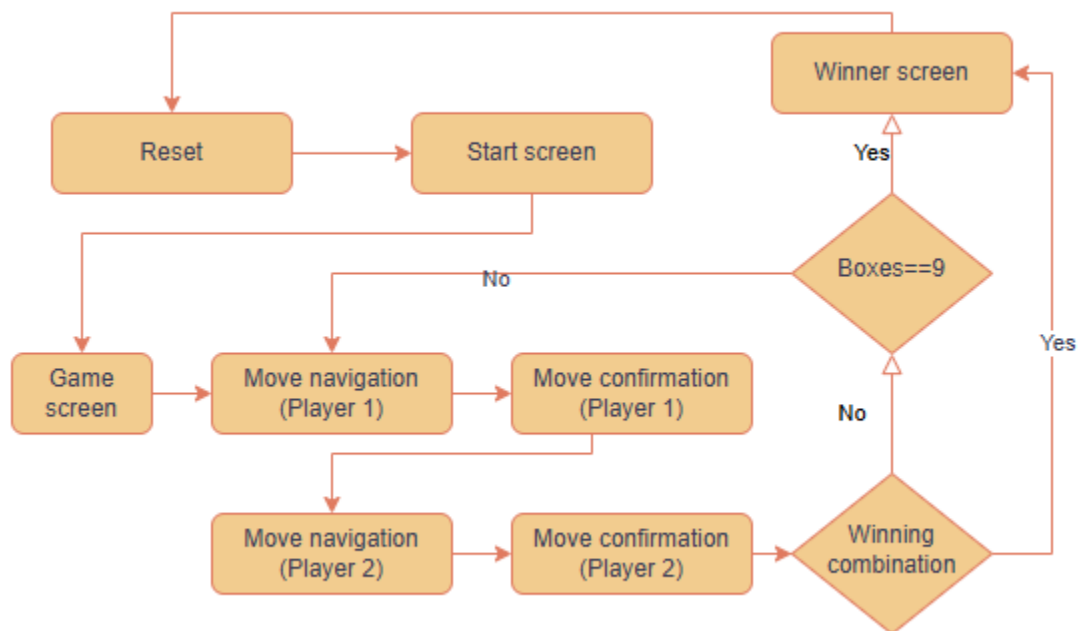 Winner screen
Reset
Start screen
Yes
Boxes==9
No
Yes
Game
screen
Move navigation
(Player 1)
Move confirmation
(Player 1)
No
Move navigation
(Player 2)
Move confirmation
(Player 2)
Winning
combination